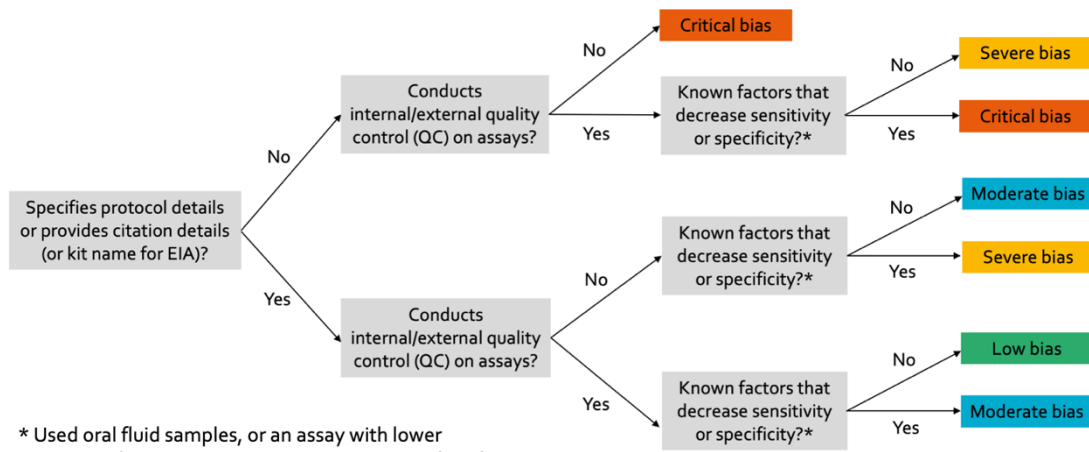 Critical bias
No
Severe bias
No
Conducts
internal/external quality
control (QC) on assays?
Known factors that
decrease sensitivity
or specificity?*
Yes
Yes
Critical bias
No
Specifies protocol details
or provides citation details
(or kit name for EIA)?
Moderate bias
No
Known factors that
decrease sensitivity
or specificity?*
No
Yes
Severe bias
Yes
Conducts
internal/external quality
control (QC) on assays?
Low bias
No
Known factors that
decrease sensitivity
or specificity?*
Yes
Yes
Moderate bias
* Used oral fluid samples, or an assay with lower